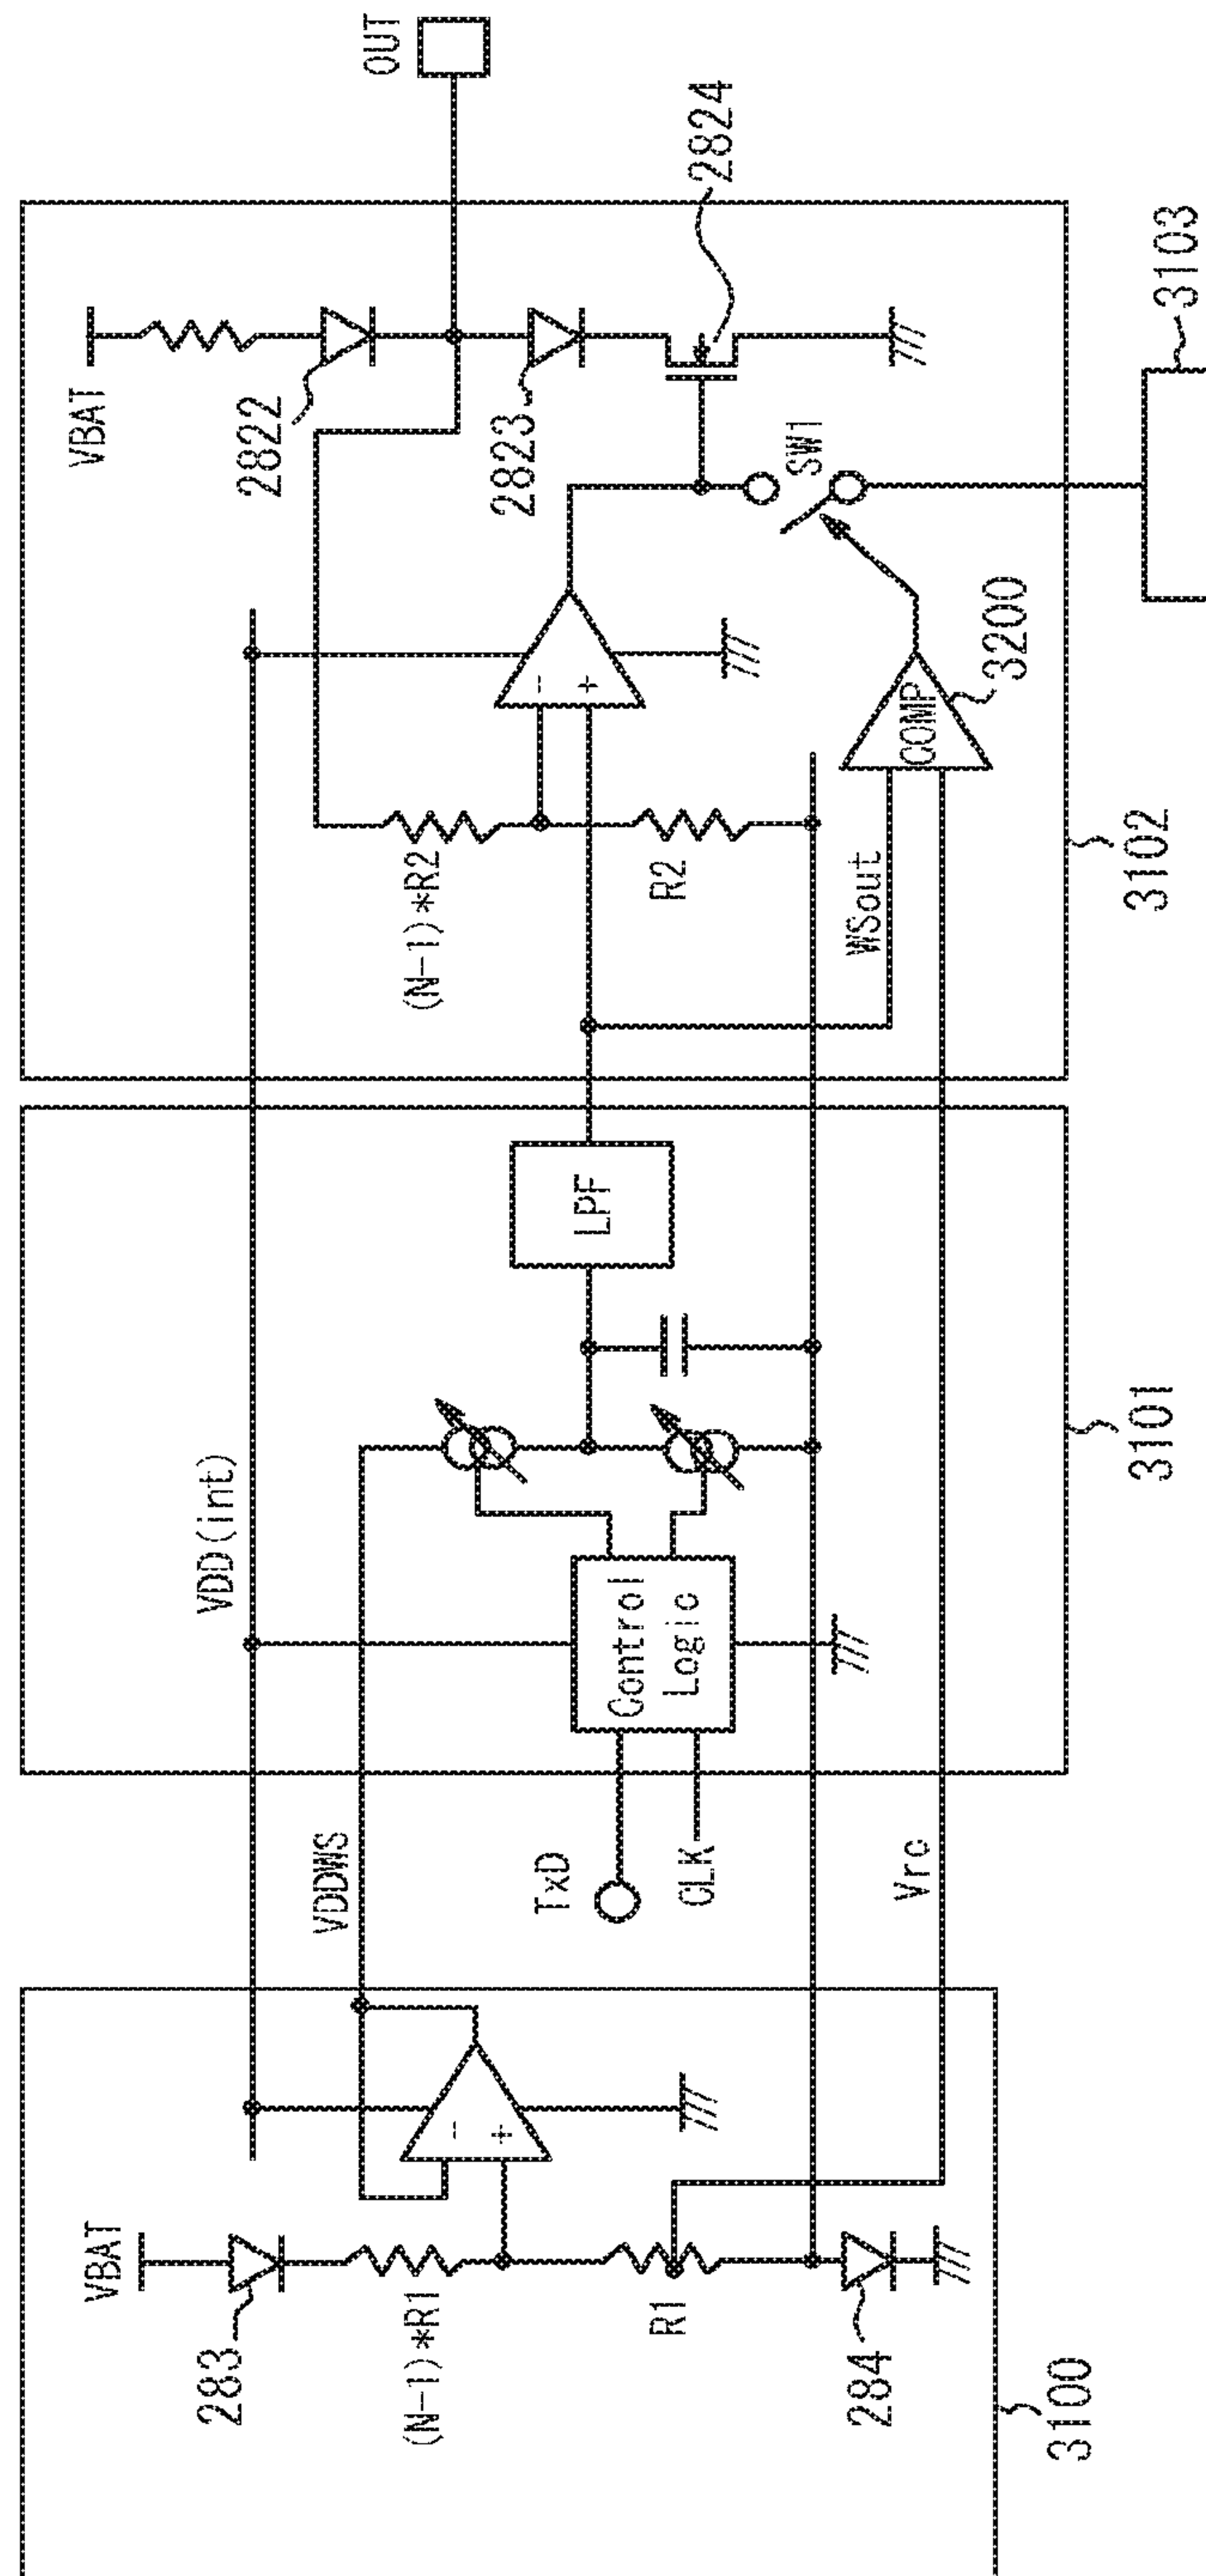 VBAT
283
(N-1)*R1
R1
284
3100
-
+
VDDWS
VDD(int)
TxD
CLK
Vrc
Control
Logic
LPF
3101
VBAT
2822
2823
2824
OUT
(N-1)*R2
R2
-
+
WSout
COMP
3200
SW1
3102
3103